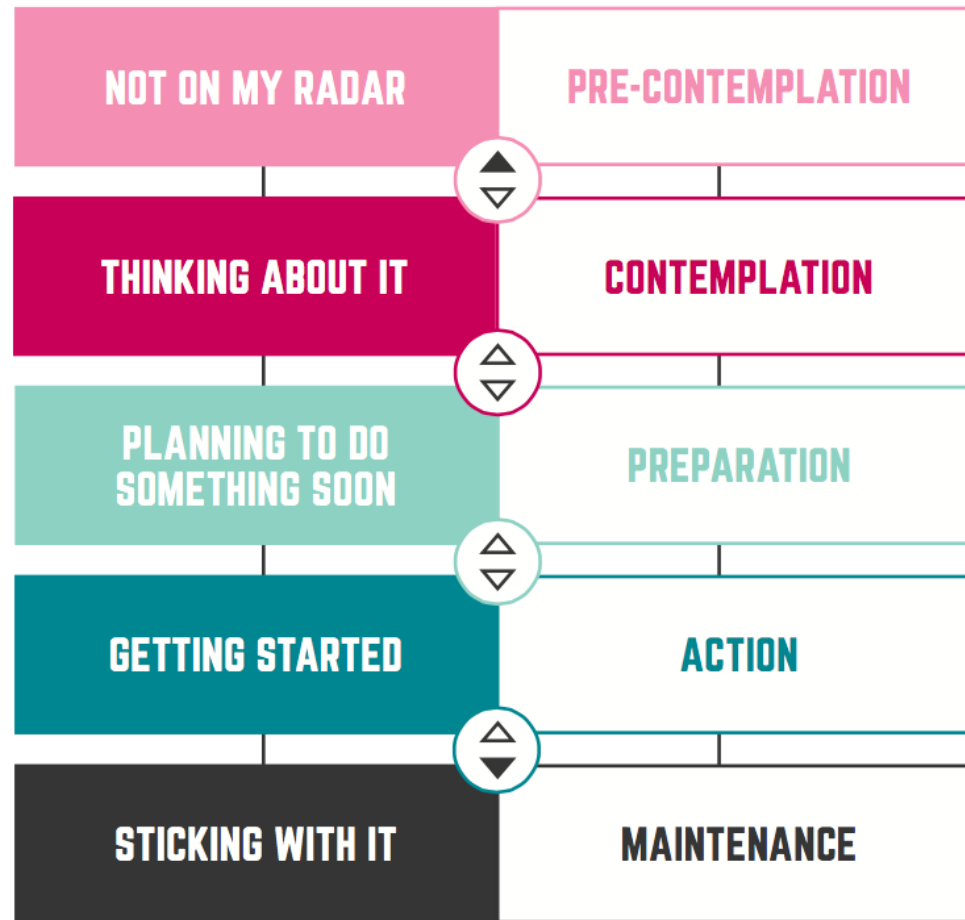 NOT ON MY RADAR
PRE-CONTEMPLATION
THINKING ABOUT IT
CONTEMPLATION
PLANNING TO DO
SOMETHING SOON
PREPARATION
GETTING STARTED
ACTION
STICKING WITH IT
MAINTENANCE